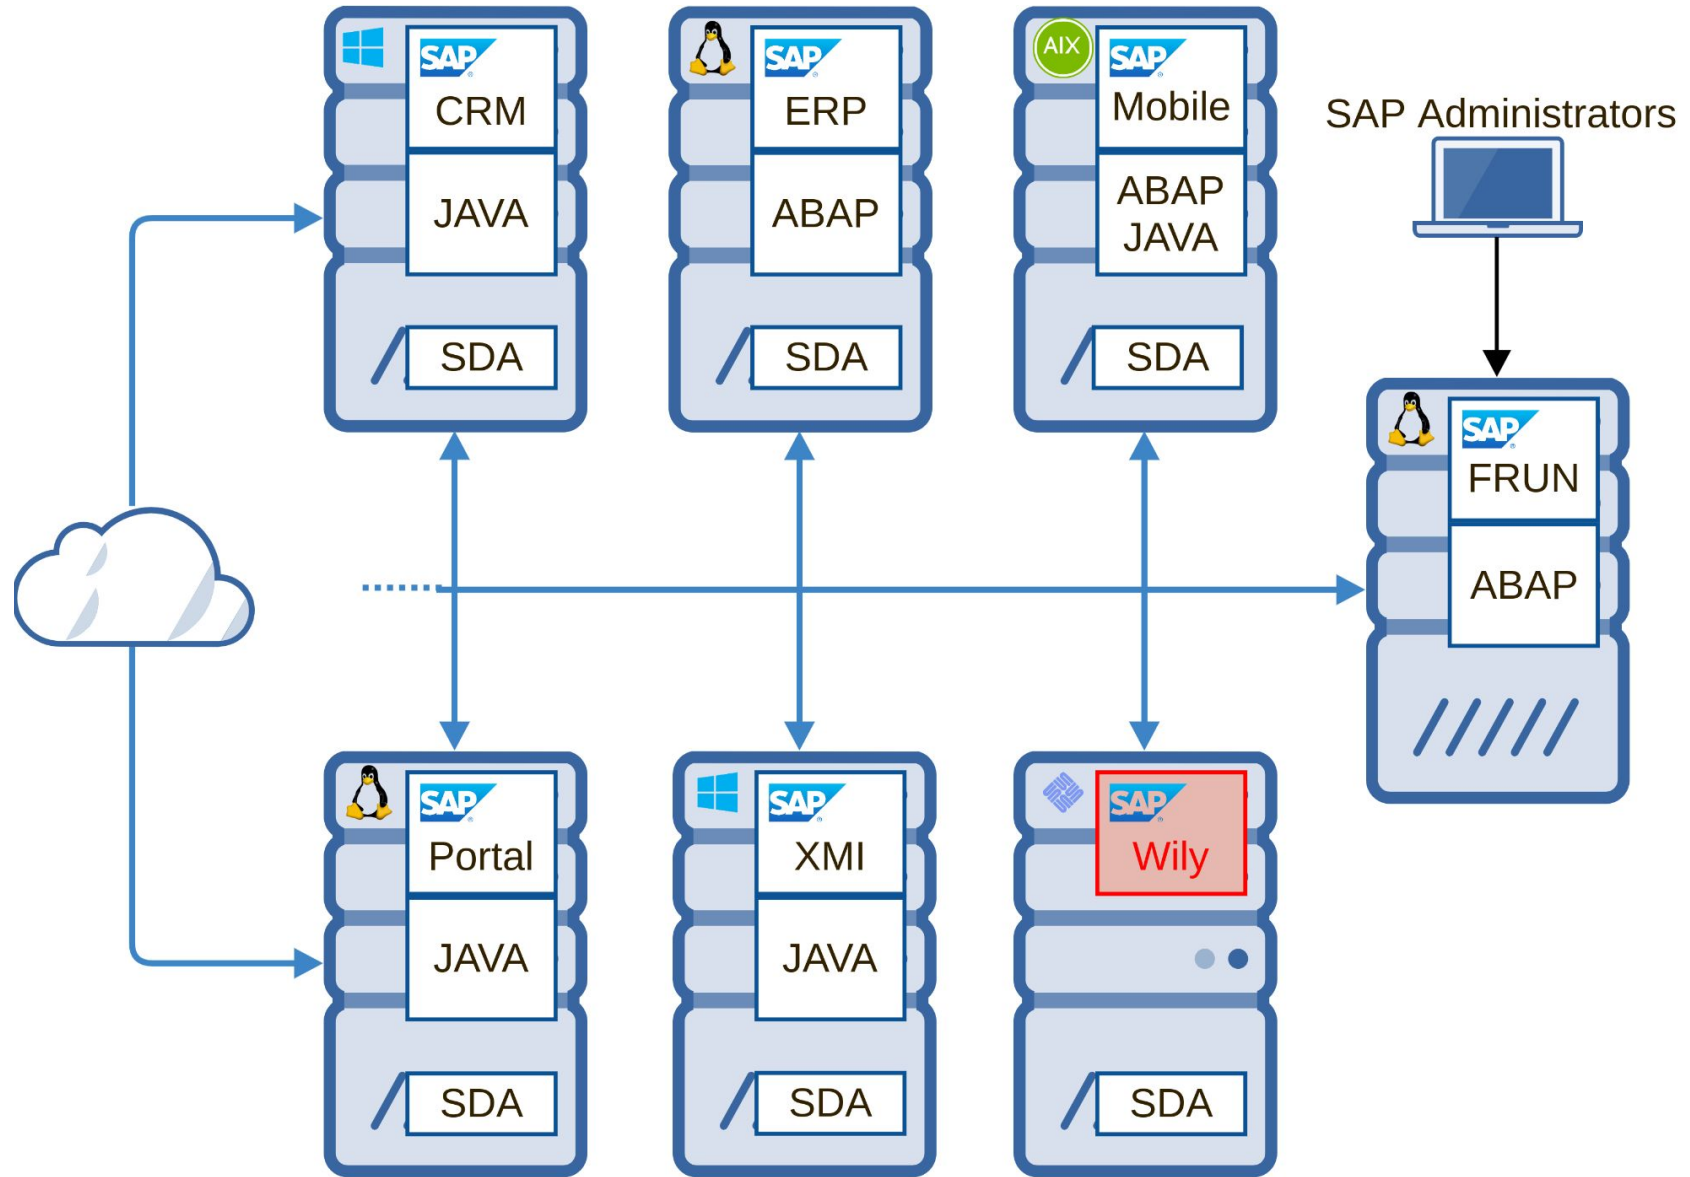 SAP
CRM
JAVA
SDA
SAP
ERP
ABAP
SDA
AIX
SAP
Mobile
ABAP
JAVA
SDA
SAP Administrators
SAP
FRUN
ABAP
SAP
Portal
JAVA
SDA
SAP
XMI
JAVA
SDA
SAP
Wily
SDA